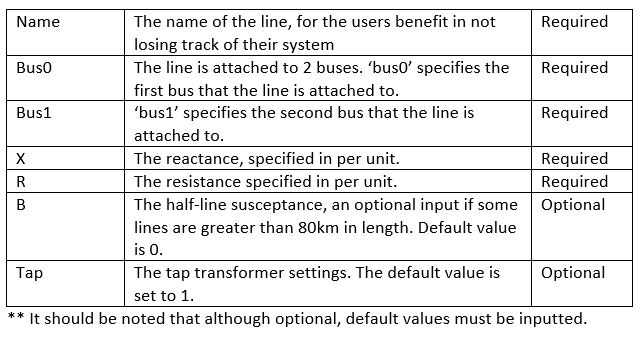 Name The name of the line, for the users benefit in not Required
losing track of their system
Bus0 The line is attached to 2 buses. ‘bus0’ specifies the Required
first bus that the line is attached to.
Bus1 ‘bus1’ specifies the second bus that the line is Required
attached to.
X The reactance, specified in per unit. Required
R The resistance specified in per unit. Required
B The half-line susceptance, an optional input if some Optional
lines are greater than 80km in length. Default value
is 0.
Tap The tap transformer settings. The default value is Optional
set to 1.
** It should be noted that although optional, default values must be inputted.